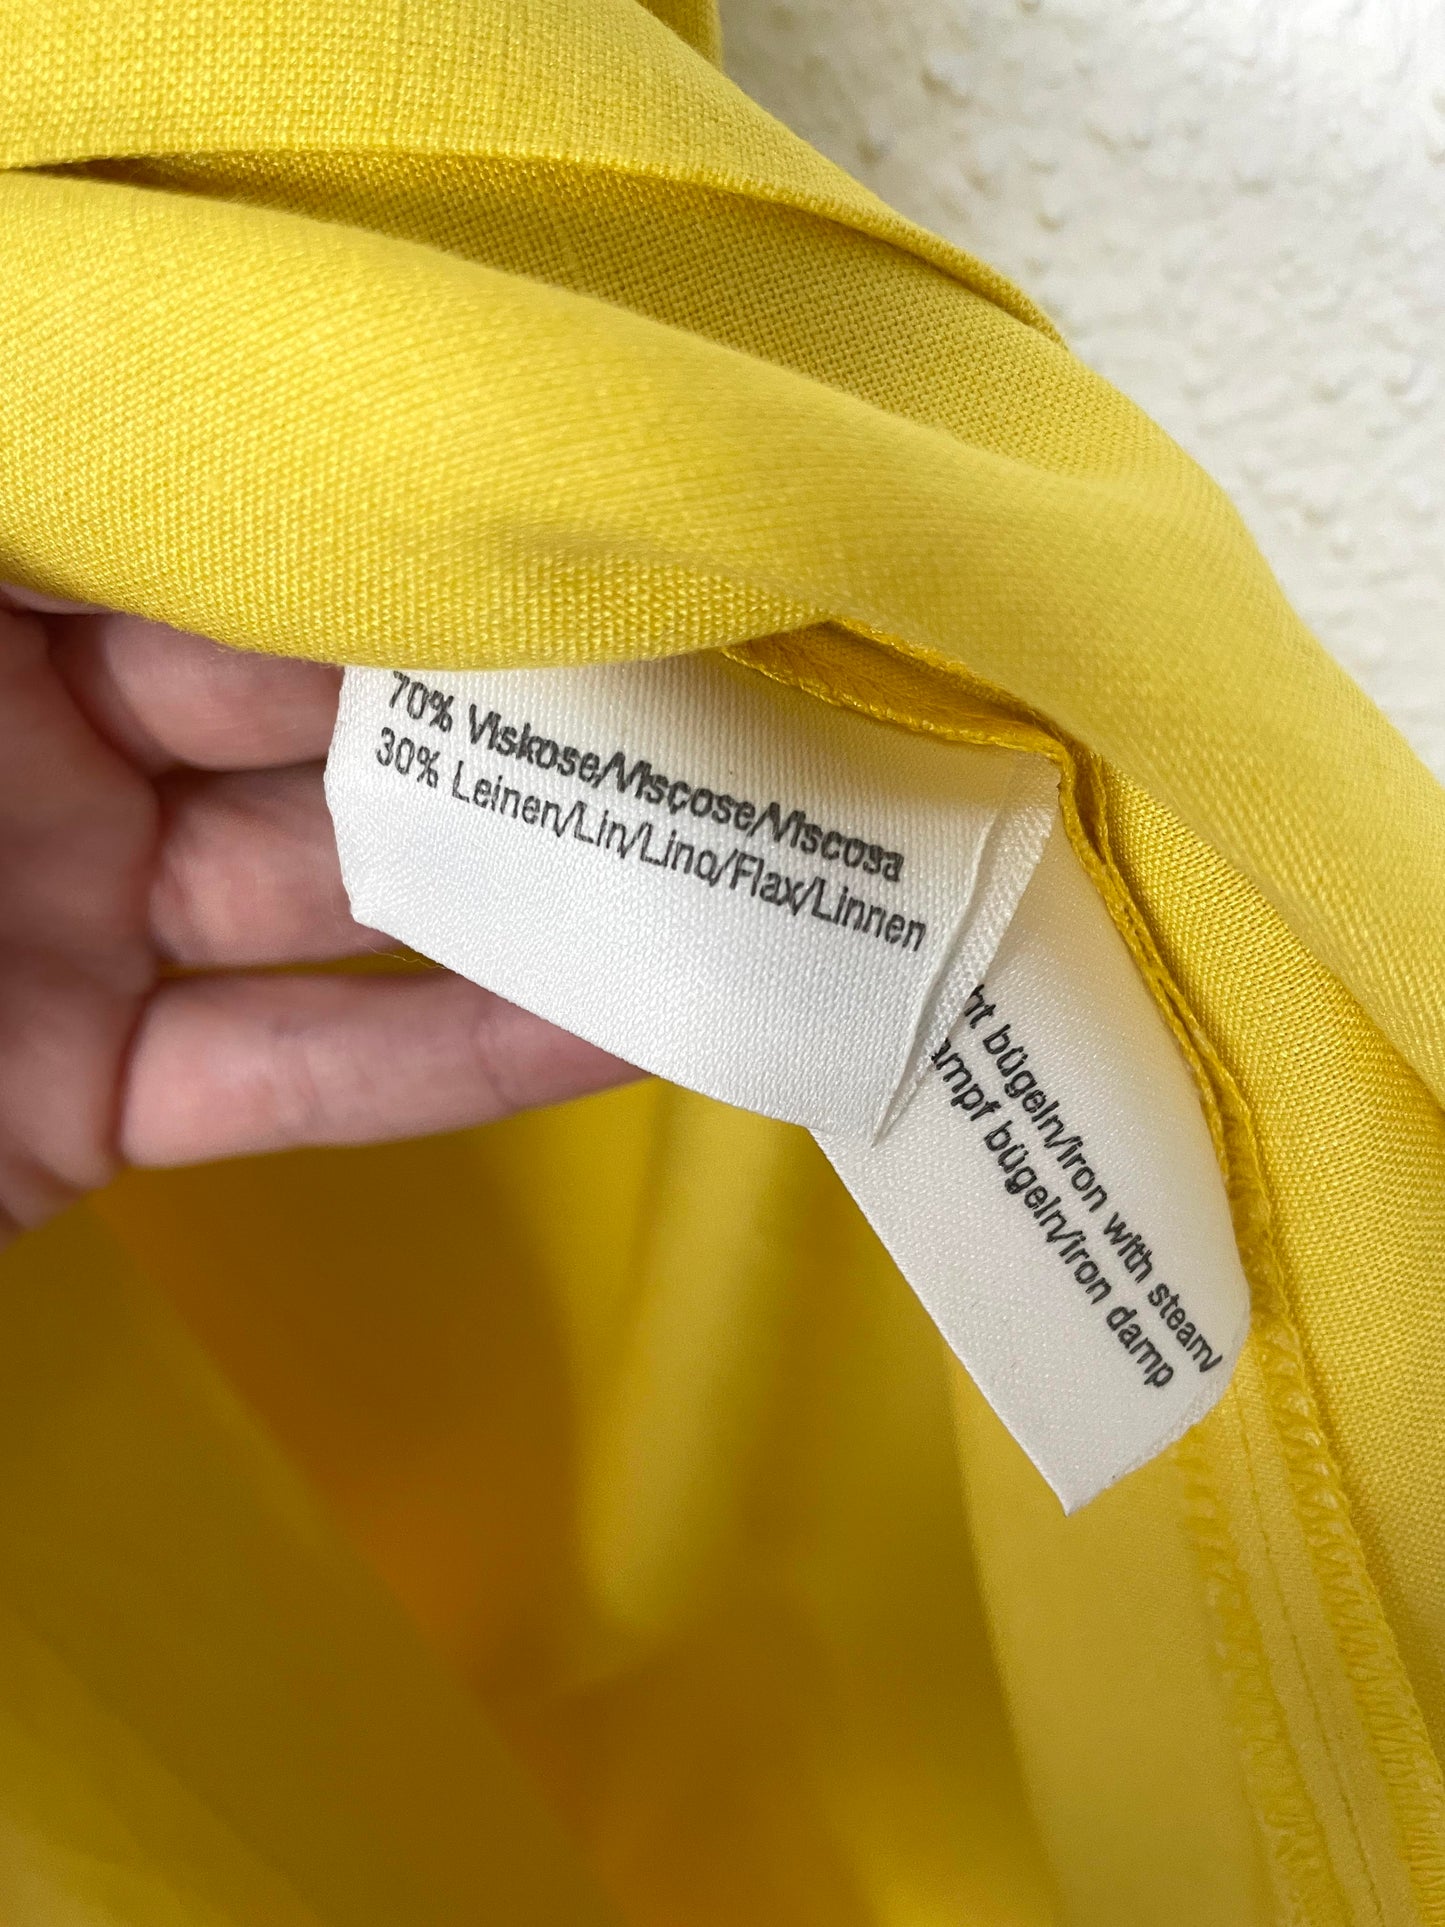 70% Viskose/Viscose/Viscosa
30% Leinen/Lin/Lino/Flax/Linnen
bügeln/iron with steam/
bügeln/iron damp